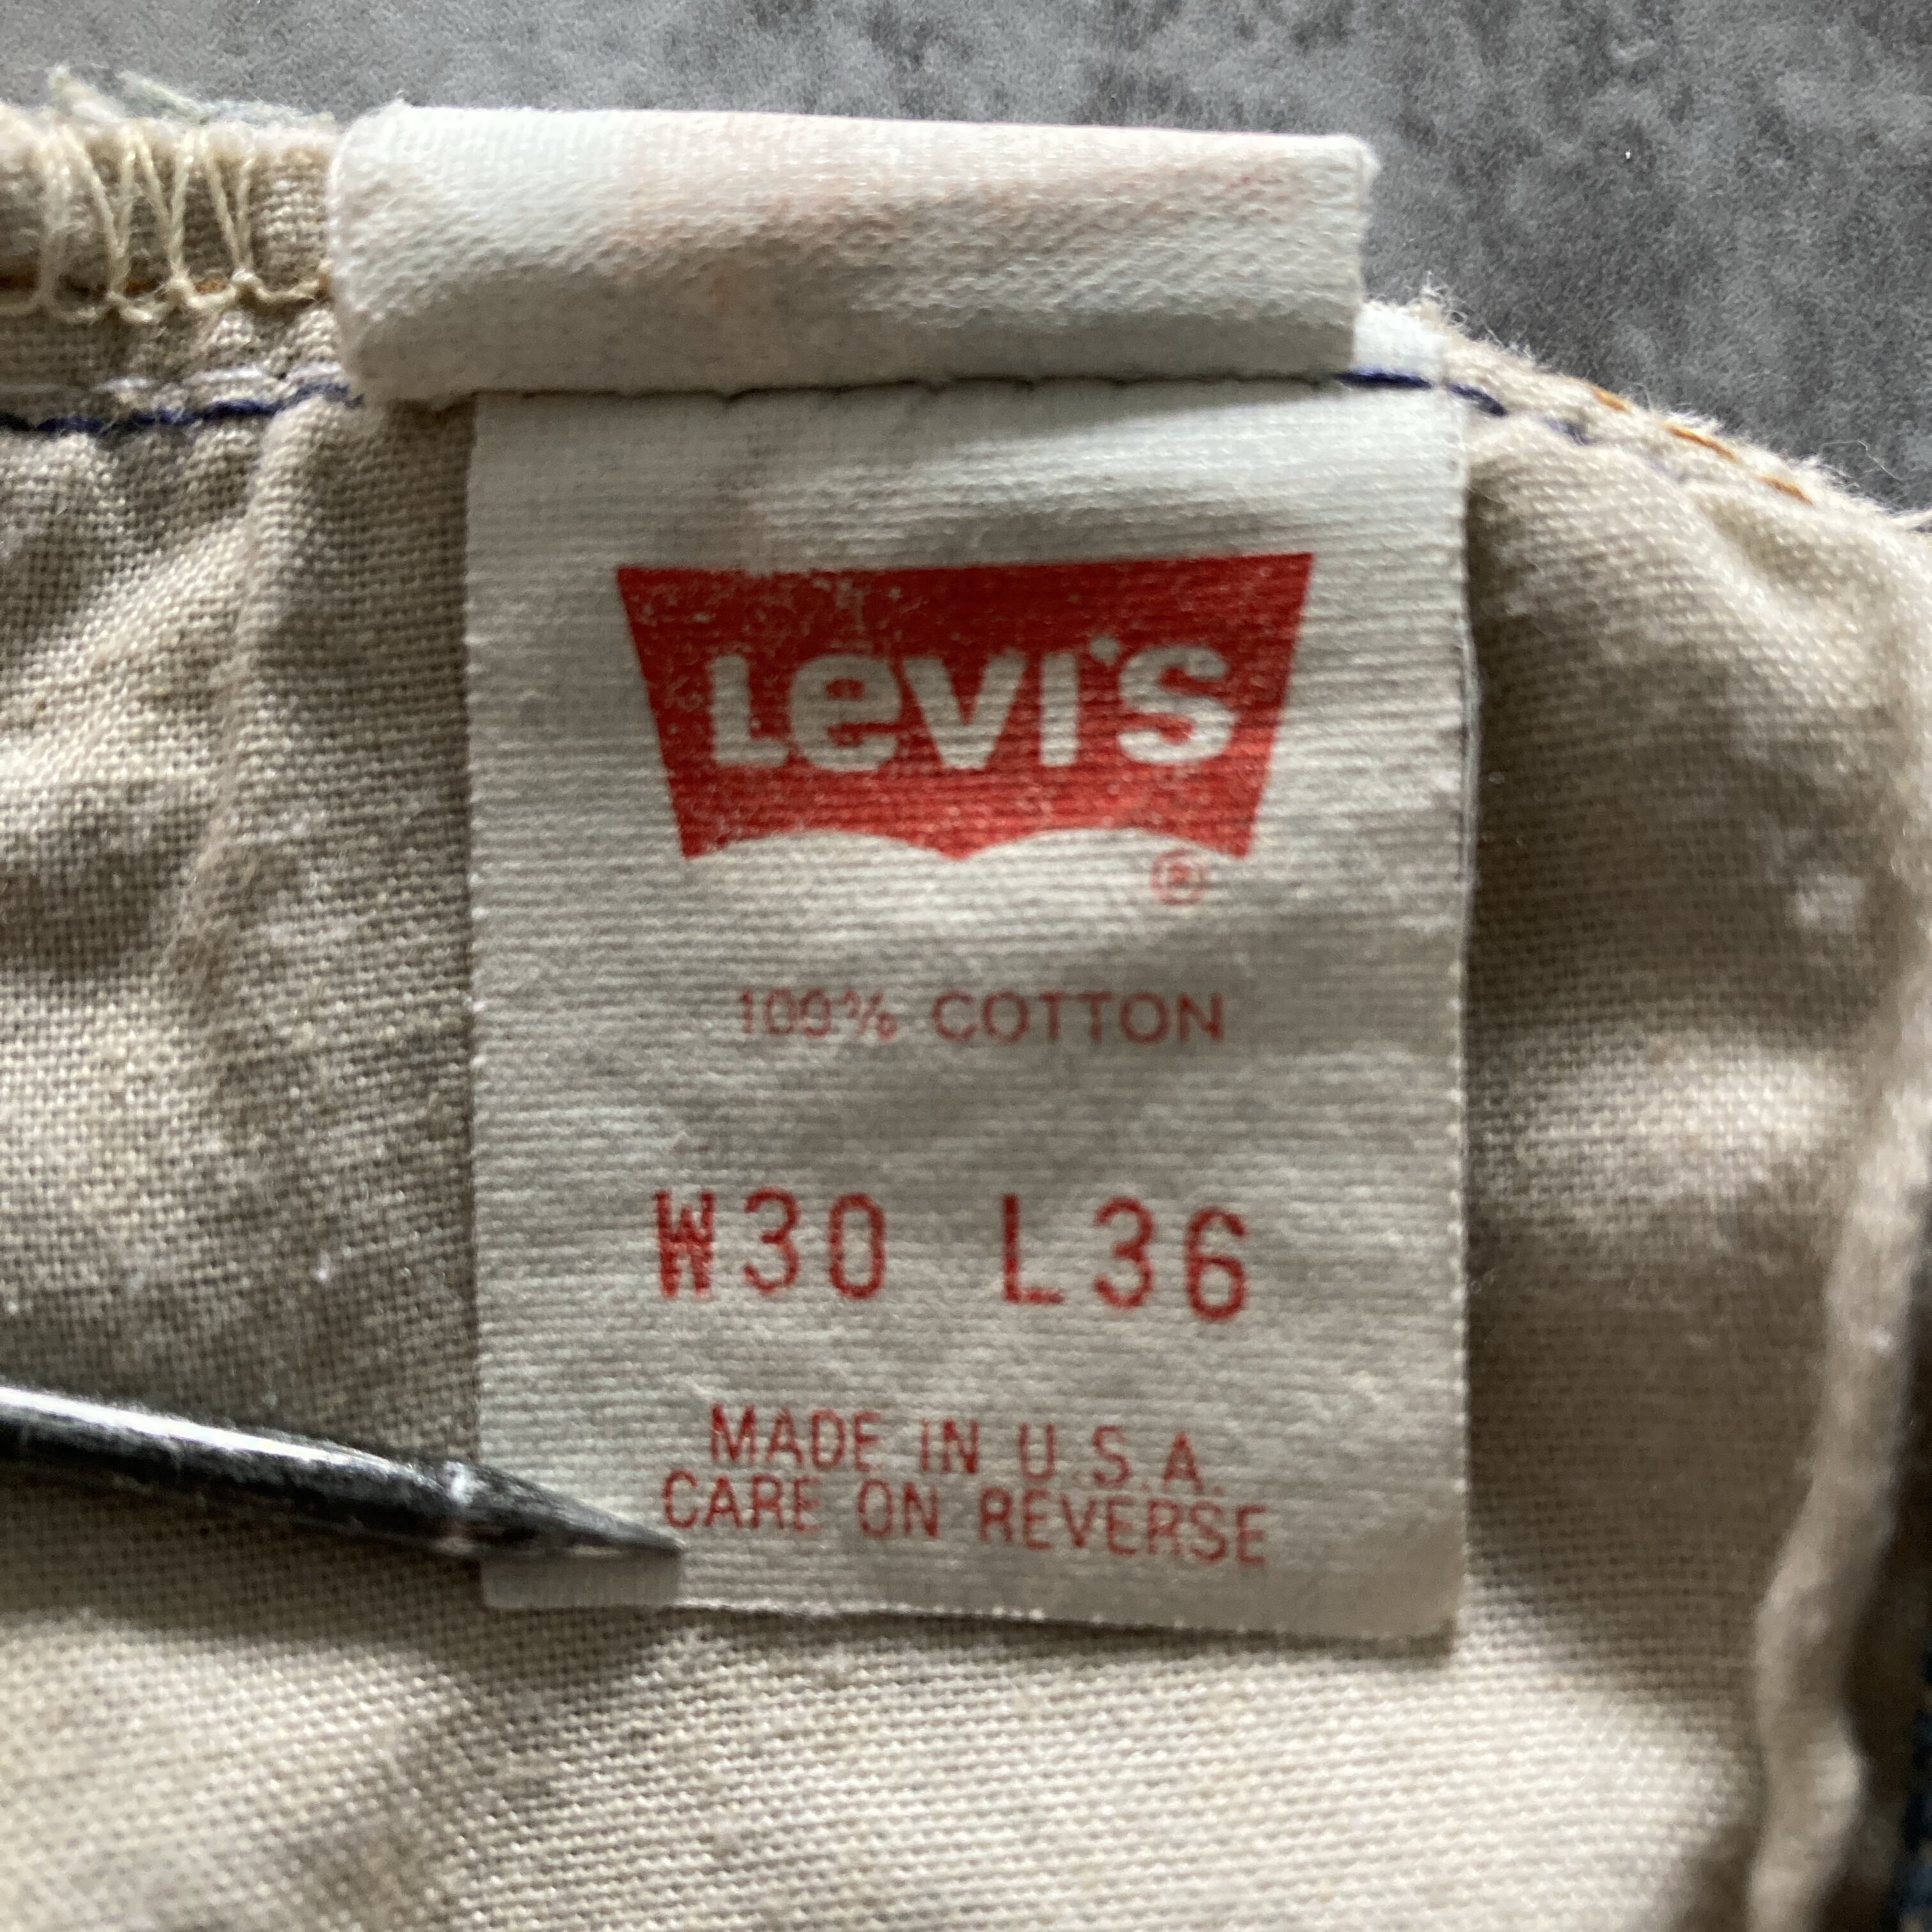 Levi's
®
100% COTTON
W30 L36
MADE IN U.S.A.
CARE ON REVERSE